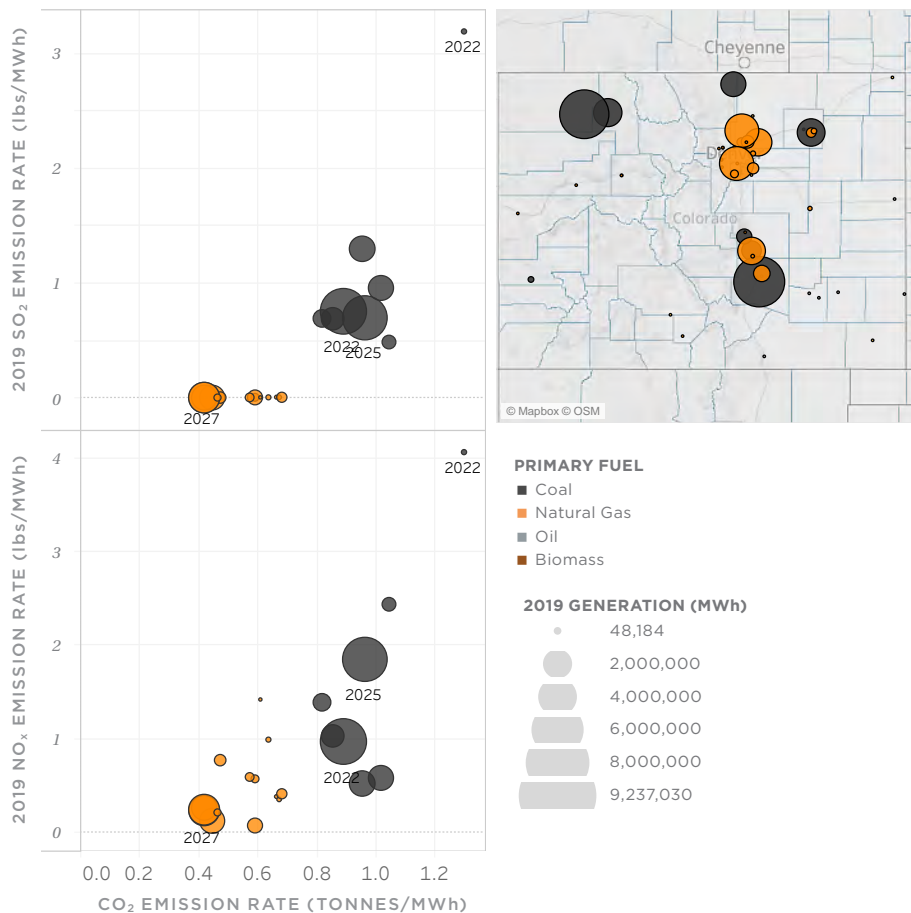 2019 SO₂ EMISSION RATE (lbs/MWh)
3
2
1
0
2022
2022
2025
2027
2019 NOₓ EMISSION RATE (lbs/MWh)
4
3
2
1
0
2022
2025
2022
2027
0.0 0.2 0.4 0.6 0.8 1.0 1.2
CO₂ EMISSION RATE (TONNES/MWh)
Cheyenne
Colorado
© Mapbox © OSM
PRIMARY FUEL
Coal
Natural Gas
Oil
Biomass
2019 GENERATION (MWh)
48,184
2,000,000
4,000,000
6,000,000
8,000,000
9,237,030